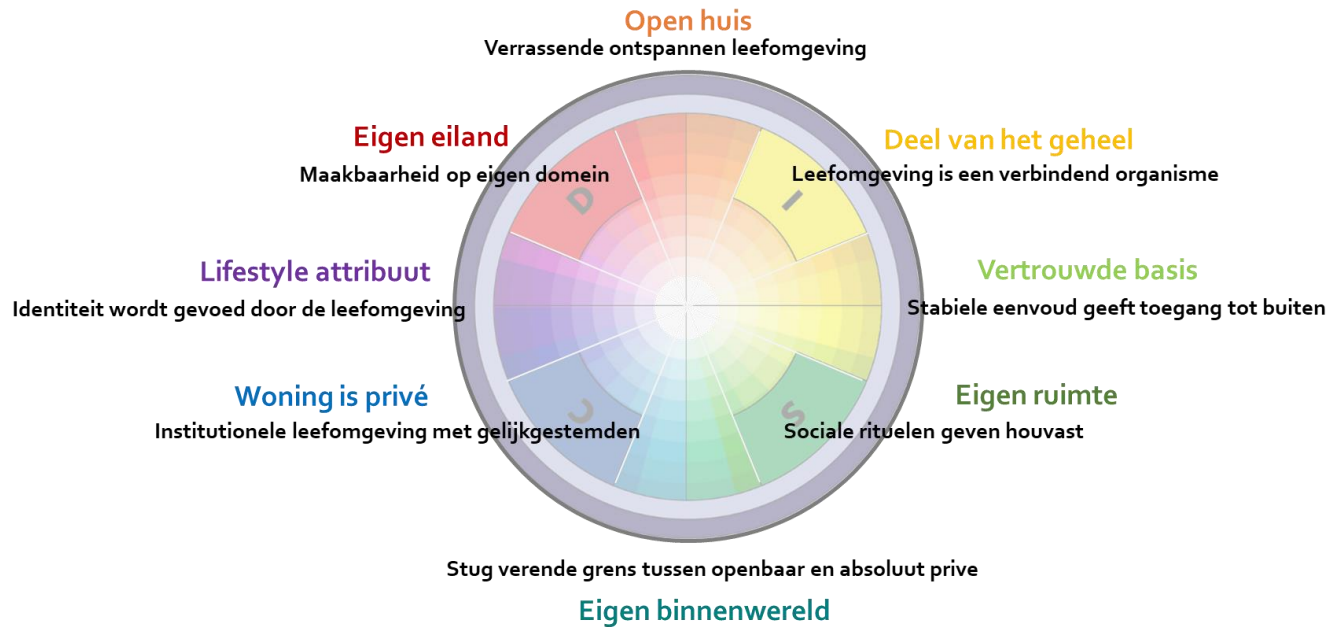 Open huis
Verrassende ontspannen leefomgeving
Eigen eiland
Maakbaarheid op eigen domein
Deel van het geheel
Leefomgeving is een verbindend organisme
D
I
Lifestyle attribuut
Identiteit wordt gevoed door de leefomgeving
Vertrouwde basis
Stabiele eenvoud geeft toegang tot buiten
Woning is privé
Institutionele leefomgeving met gelijkgestemden
Eigen ruimte
Sociale rituelen geven houvast
C
S
Stug verende grens tussen openbaar en absoluut prive
Eigen binnenwereld